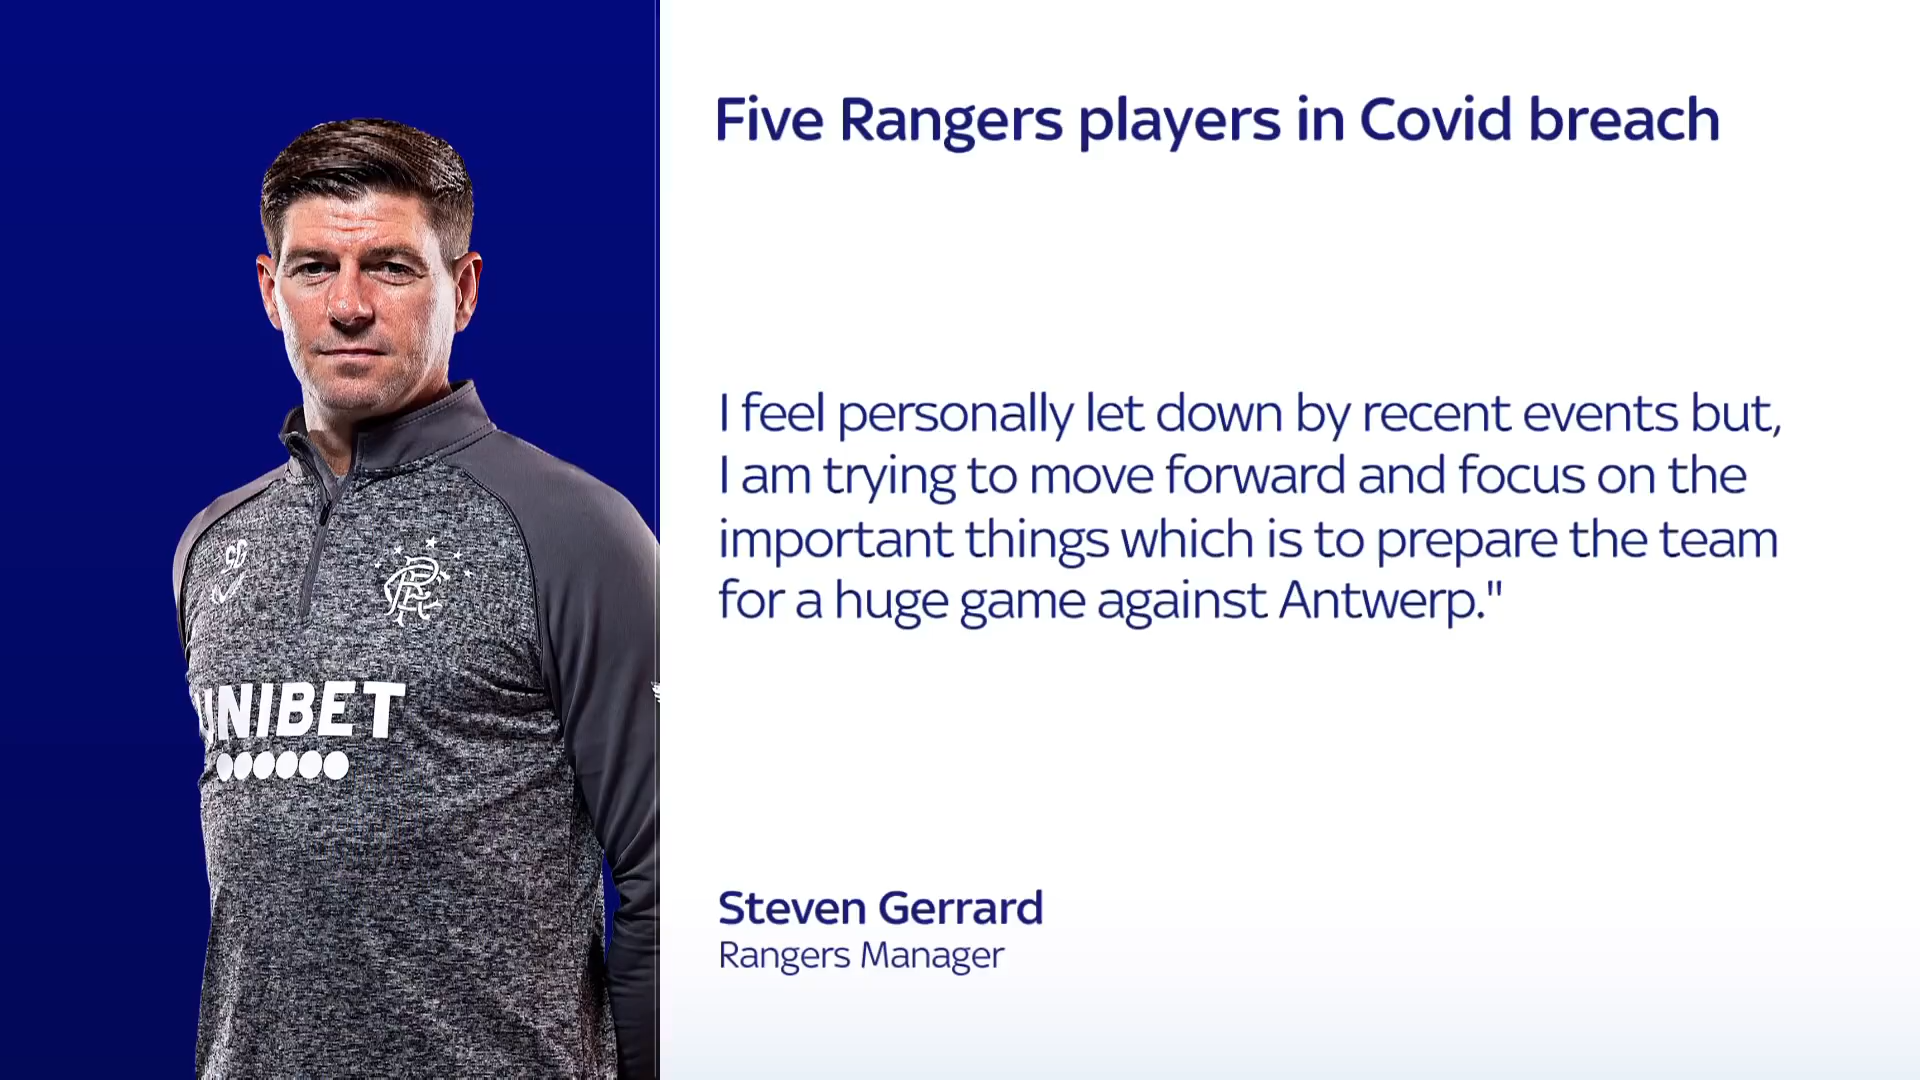 Five Rangers players in Covid breach
I feel personally let down by recent events but,
I am trying to move forward and focus on the
important things which is to prepare the team
for a huge game against Antwerp."
Steven Gerrard
Rangers Manager
SG
UNIBET